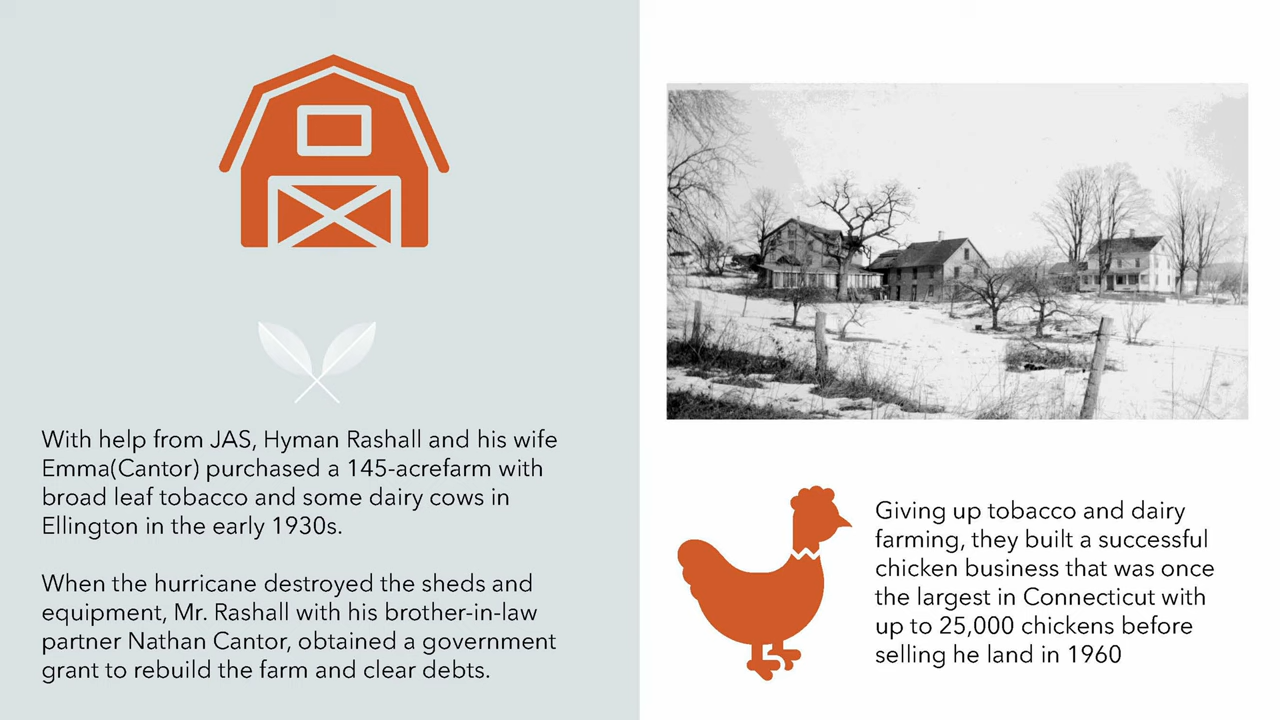 With help from JAS, Hyman Rashall and his wife
Emma(Cantor) purchased a 145-acrefarm with
broad leaf tobacco and some dairy cows in
Ellington in the early 1930s.
When the hurricane destroyed the sheds and
equipment, Mr. Rashall with his brother-in-law
partner Nathan Cantor, obtained a government
grant to rebuild the farm and clear debts.
Giving up tobacco and dairy
farming, they built a successful
chicken business that was once
the largest in Connecticut with
up to 25,000 chickens before
selling he land in 1960